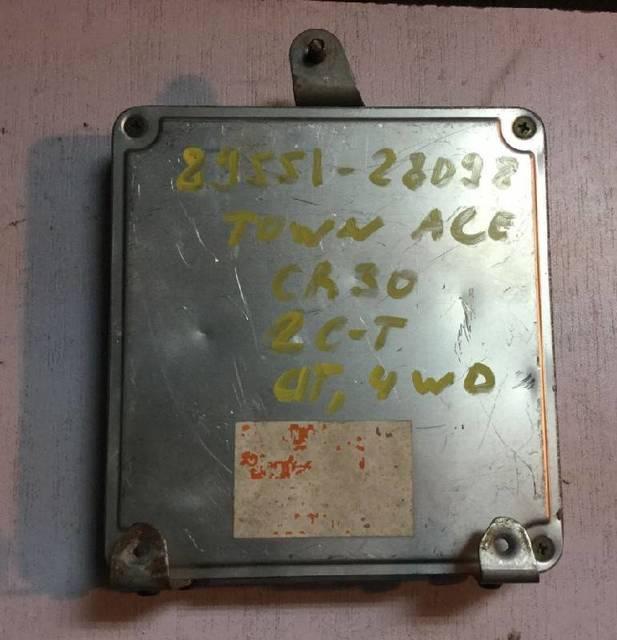 89551-28098
TOWN ACE
CR30
2C-T
AT, 4WD